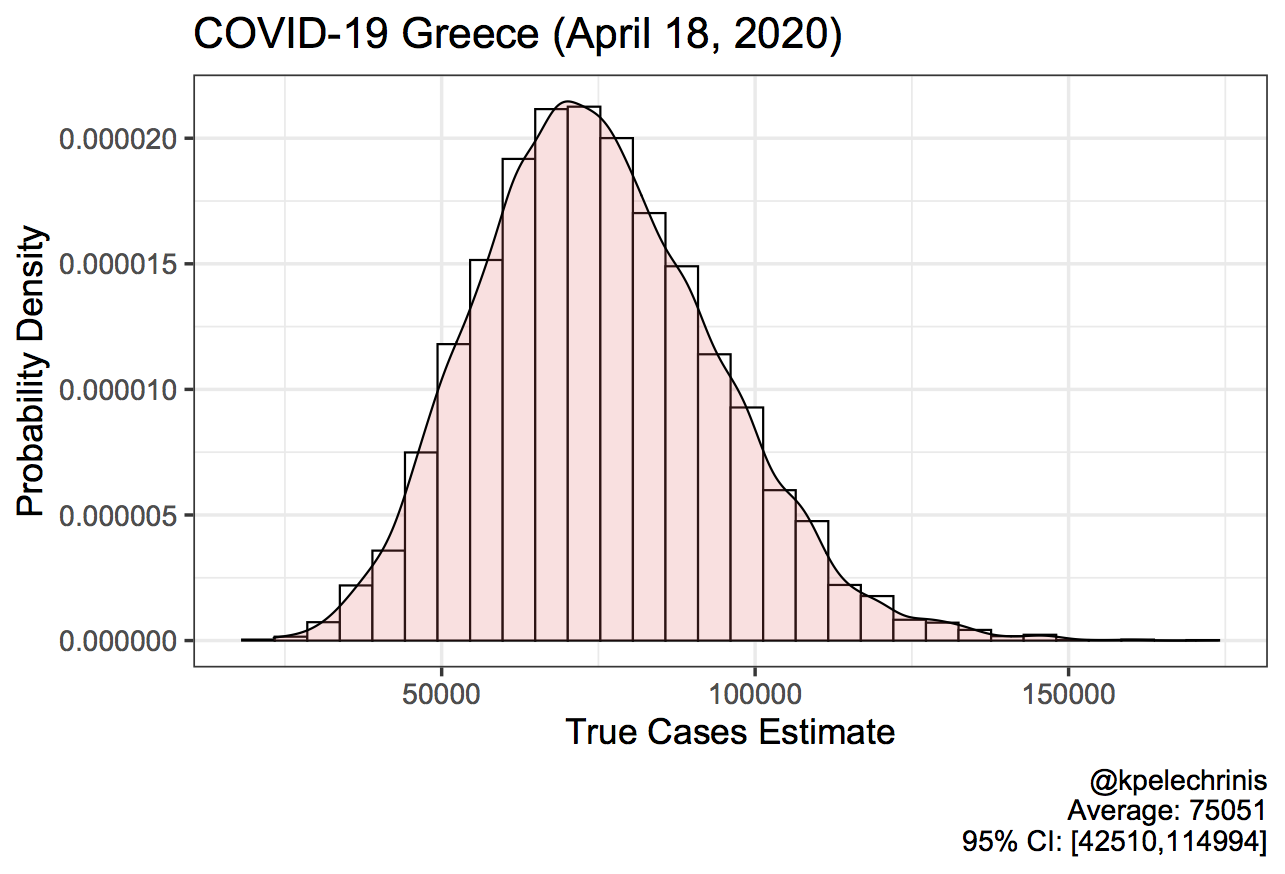 COVID-19 Greece (April 18, 2020)
Probability Density
0.000020
0.000015
0.000010
0.000005
0.000000
50000 100000 150000
True Cases Estimate
@kpelechrinis
Average: 75051
95% CI: [42510,114994]